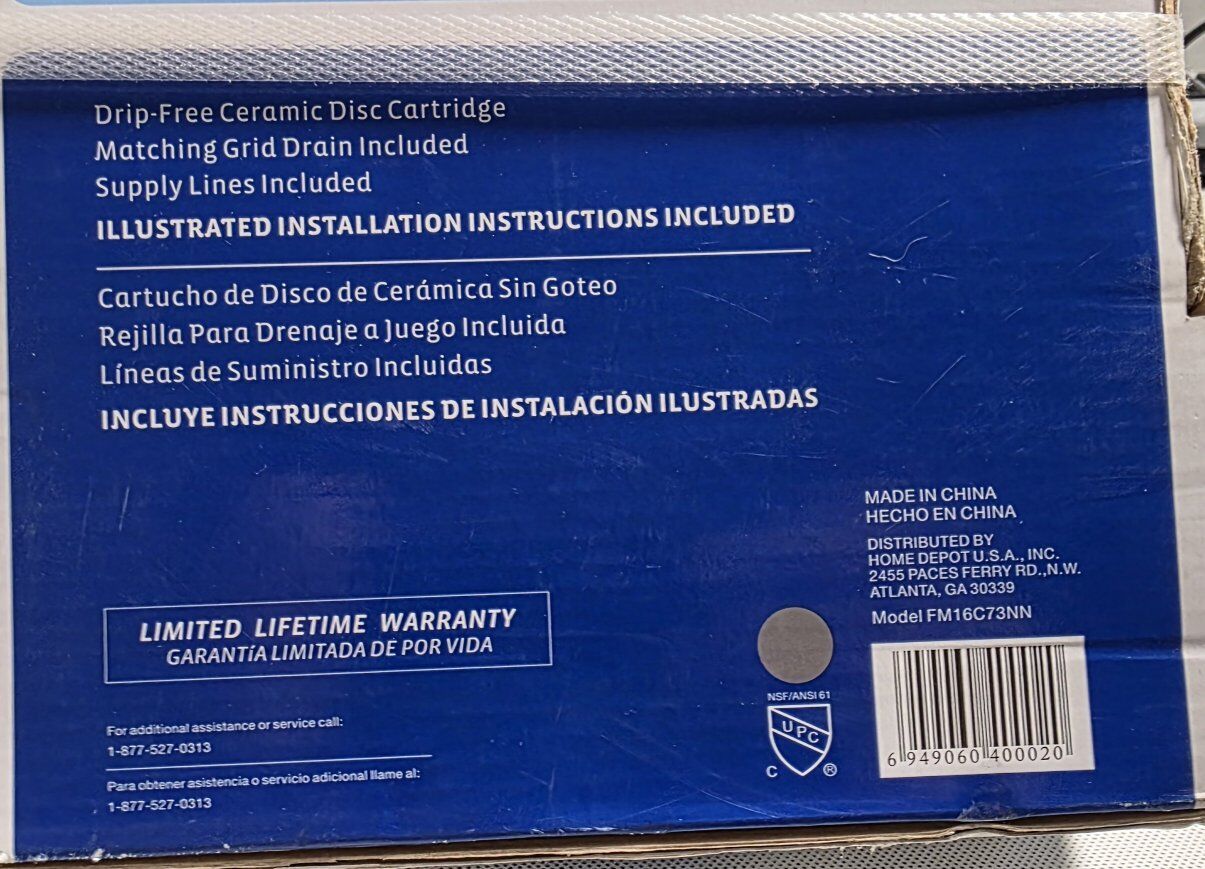 Drip-Free Ceramic Disc Cartridge
Matching Grid Drain Included
Supply Lines Included
ILLUSTRATED INSTALLATION INSTRUCTIONS INCLUDED
Cartucho de Disco de Cerámica Sin Goteo
Rejilla Para Drenaje a Juego Incluida
Líneas de Suministro Incluidas
INCLUYE INSTRUCCIONES DE INSTALACIÓN ILUSTRADAS
LIMITED LIFETIME WARRANTY
GARANTÍA LIMITADA DE POR VIDA
For additional assistance or service call:
1-877-527-0313
Para obtener asistencia o servicio adicional llame al:
1-877-527-0313
MADE IN CHINA
HECHO EN CHINA
DISTRIBUTED BY
HOME DEPOT U.S.A., INC.
2455 PACES FERRY RD.,N.W.
ATLANTA, GA 30339
Model FM16C73NN
NSF/ANSI 61
UPC
C ®
6 949060 400020